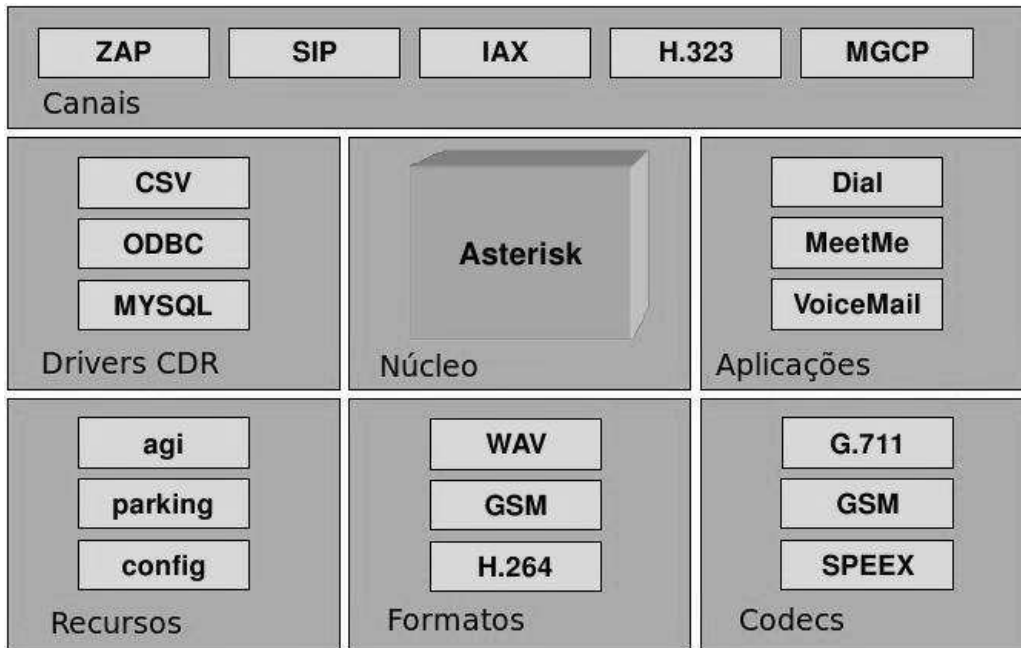 ZAP SIP IAX H.323 MGCP
Canais
CSV
ODBC
MYSQL
Drivers CDR
Asterisk
Núcleo
Dial
MeetMe
VoiceMail
Aplicações
agi
parking
config
Recursos
WAV
GSM
H.264
Formatos
G.711
GSM
SPEEX
Codecs